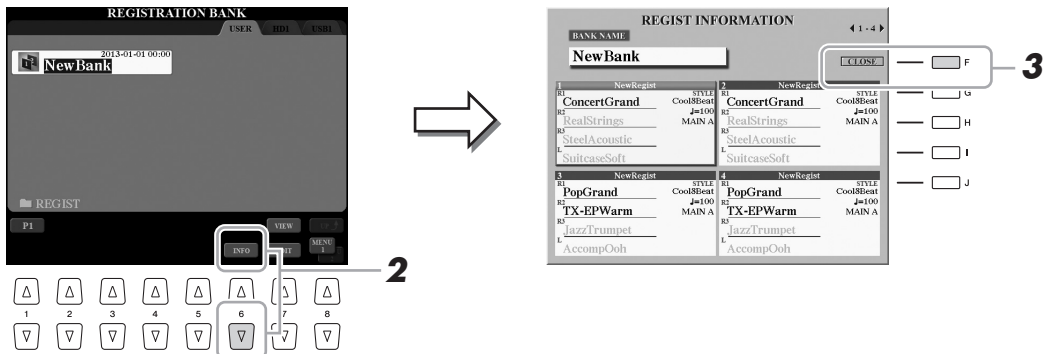 REGISTRATION BANK
USER HD1 USB1
2013-01-01 00:00
NewBank
REGIST
P1 VIEW UP
INFO MENU 1
2
1 2 3 4 5 6 7 8
REGIST INFORMATION
BANK NAME
1 - 4
NewBank
CLOSE
F
3
G
H
I
J
1 NewRegist
R1 STYLE
ConcertGrand Cool8Beat
R2 ♩=100
RealStrings MAIN A
R3
SteelAcoustic
L
SuitcaseSoft
2 NewRegist
R1 STYLE
ConcertGrand Cool8Beat
R2 ♩=100
RealStrings MAIN A
R3
SteelAcoustic
L
SuitcaseSoft
3 NewRegist
R1 STYLE
PopGrand Cool8Beat
R2 ♩=100
TX-EPWarm MAIN A
R3
JazzTrumpet
L
AccompOoh
4 NewRegist
R1 STYLE
PopGrand Cool8Beat
R2 ♩=100
TX-EPWarm MAIN A
R3
JazzTrumpet
L
AccompOoh